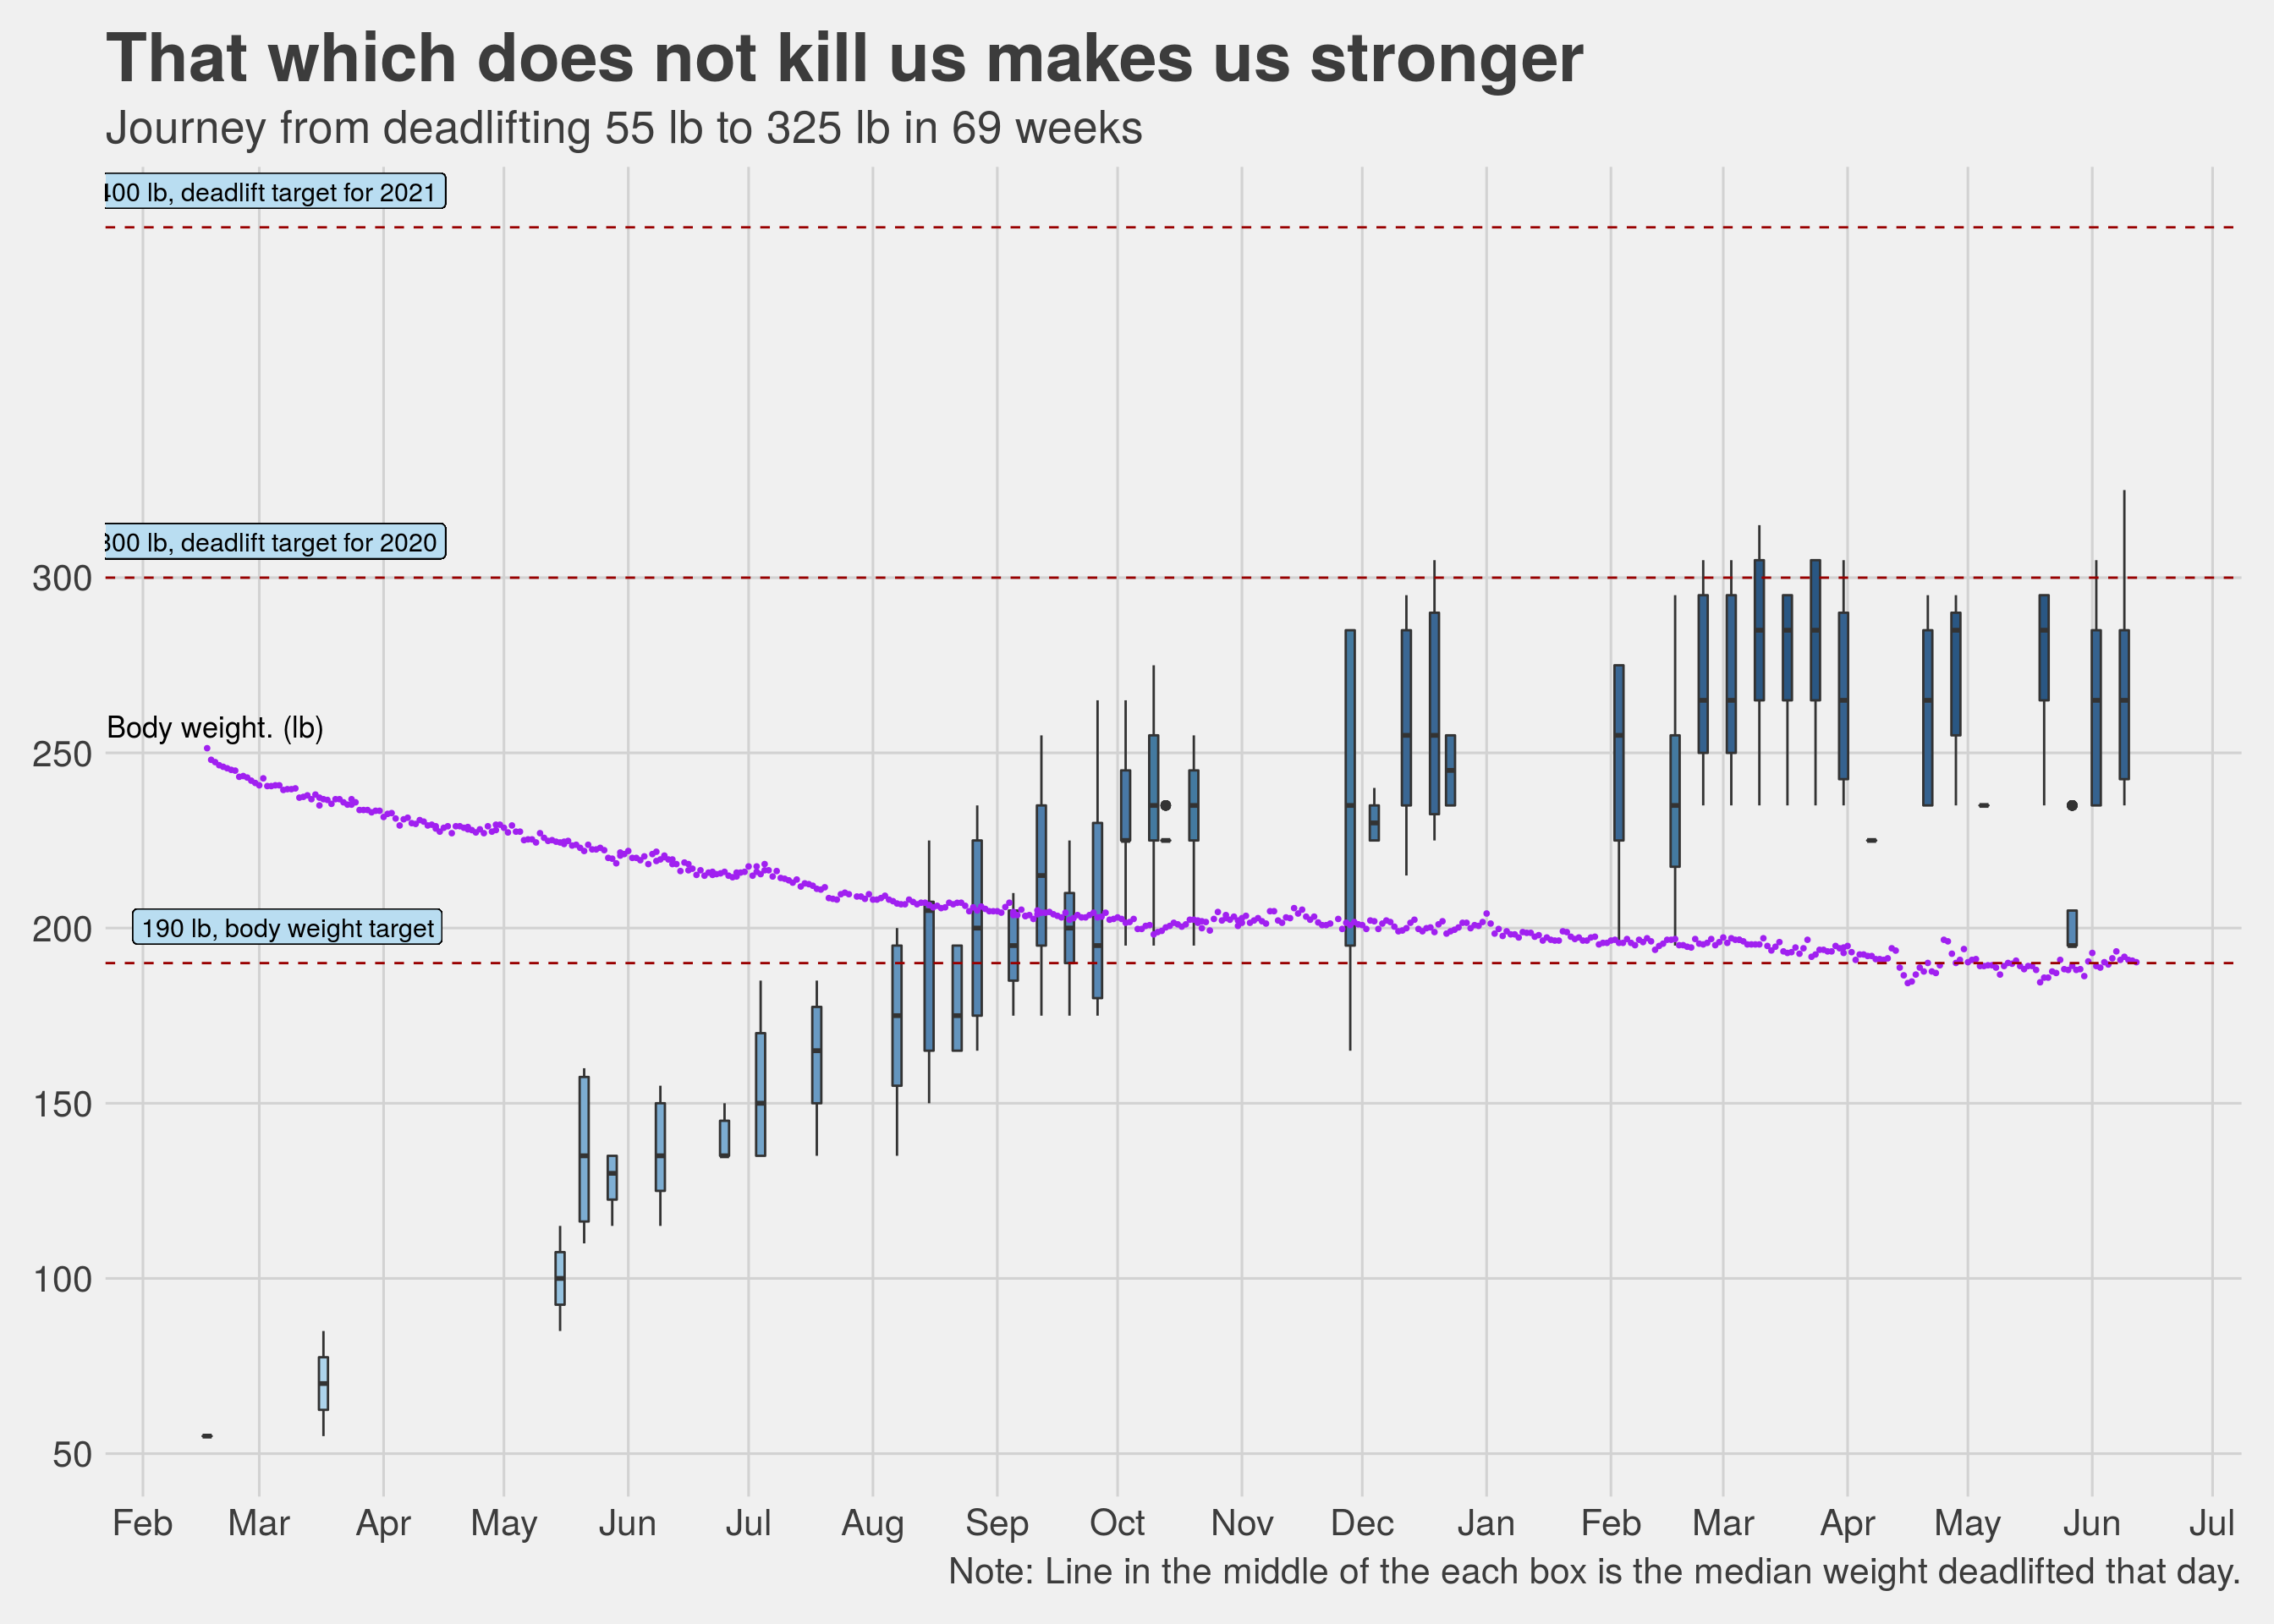 That which does not kill us makes us stronger
Journey from deadlifting 55 lb to 325 lb in 69 weeks
400 lb, deadlift target for 2021
300 lb, deadlift target for 2020
300
Body weight. (lb)
250
190 lb, body weight target
200
150
100
50
Feb Mar Apr May Jun Jul Aug Sep Oct Nov Dec Jan Feb Mar Apr May Jun Jul
Note: Line in the middle of the each box is the median weight deadlifted that day.